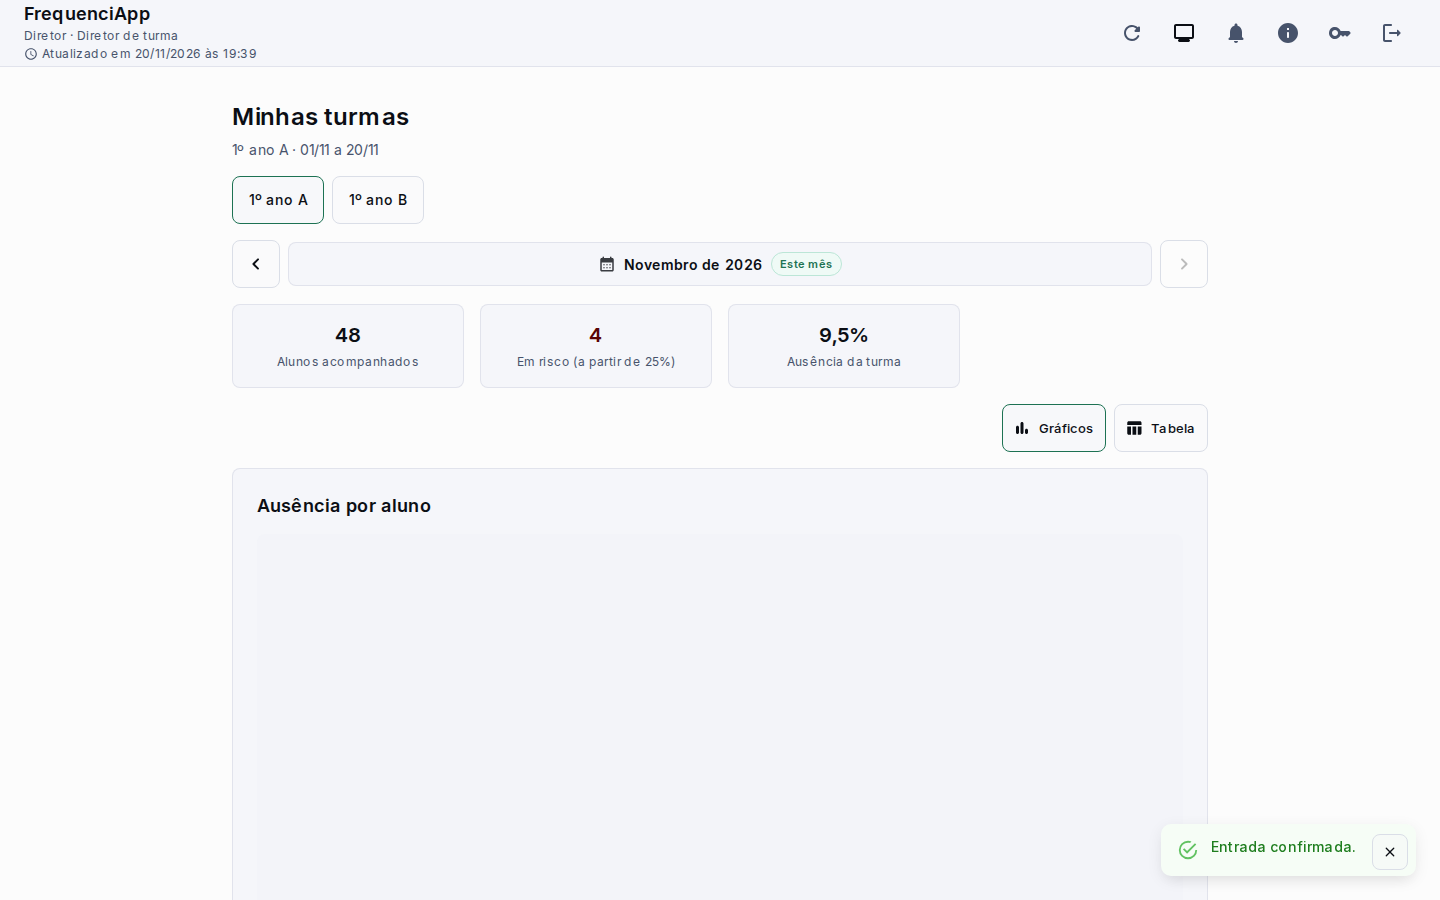 FrequenciApp
Diretor · Diretor de turma
Atualizado em 20/11/2026 às 19:39
Minhas turmas
1º ano A · 01/11 a 20/11
1º ano A
1º ano B
Novembro de 2026 Este mês
48
Alunos acompanhados
4
Em risco (a partir de 25%)
9,5%
Ausência da turma
Gráficos
Tabela
Ausência por aluno
Entrada confirmada.